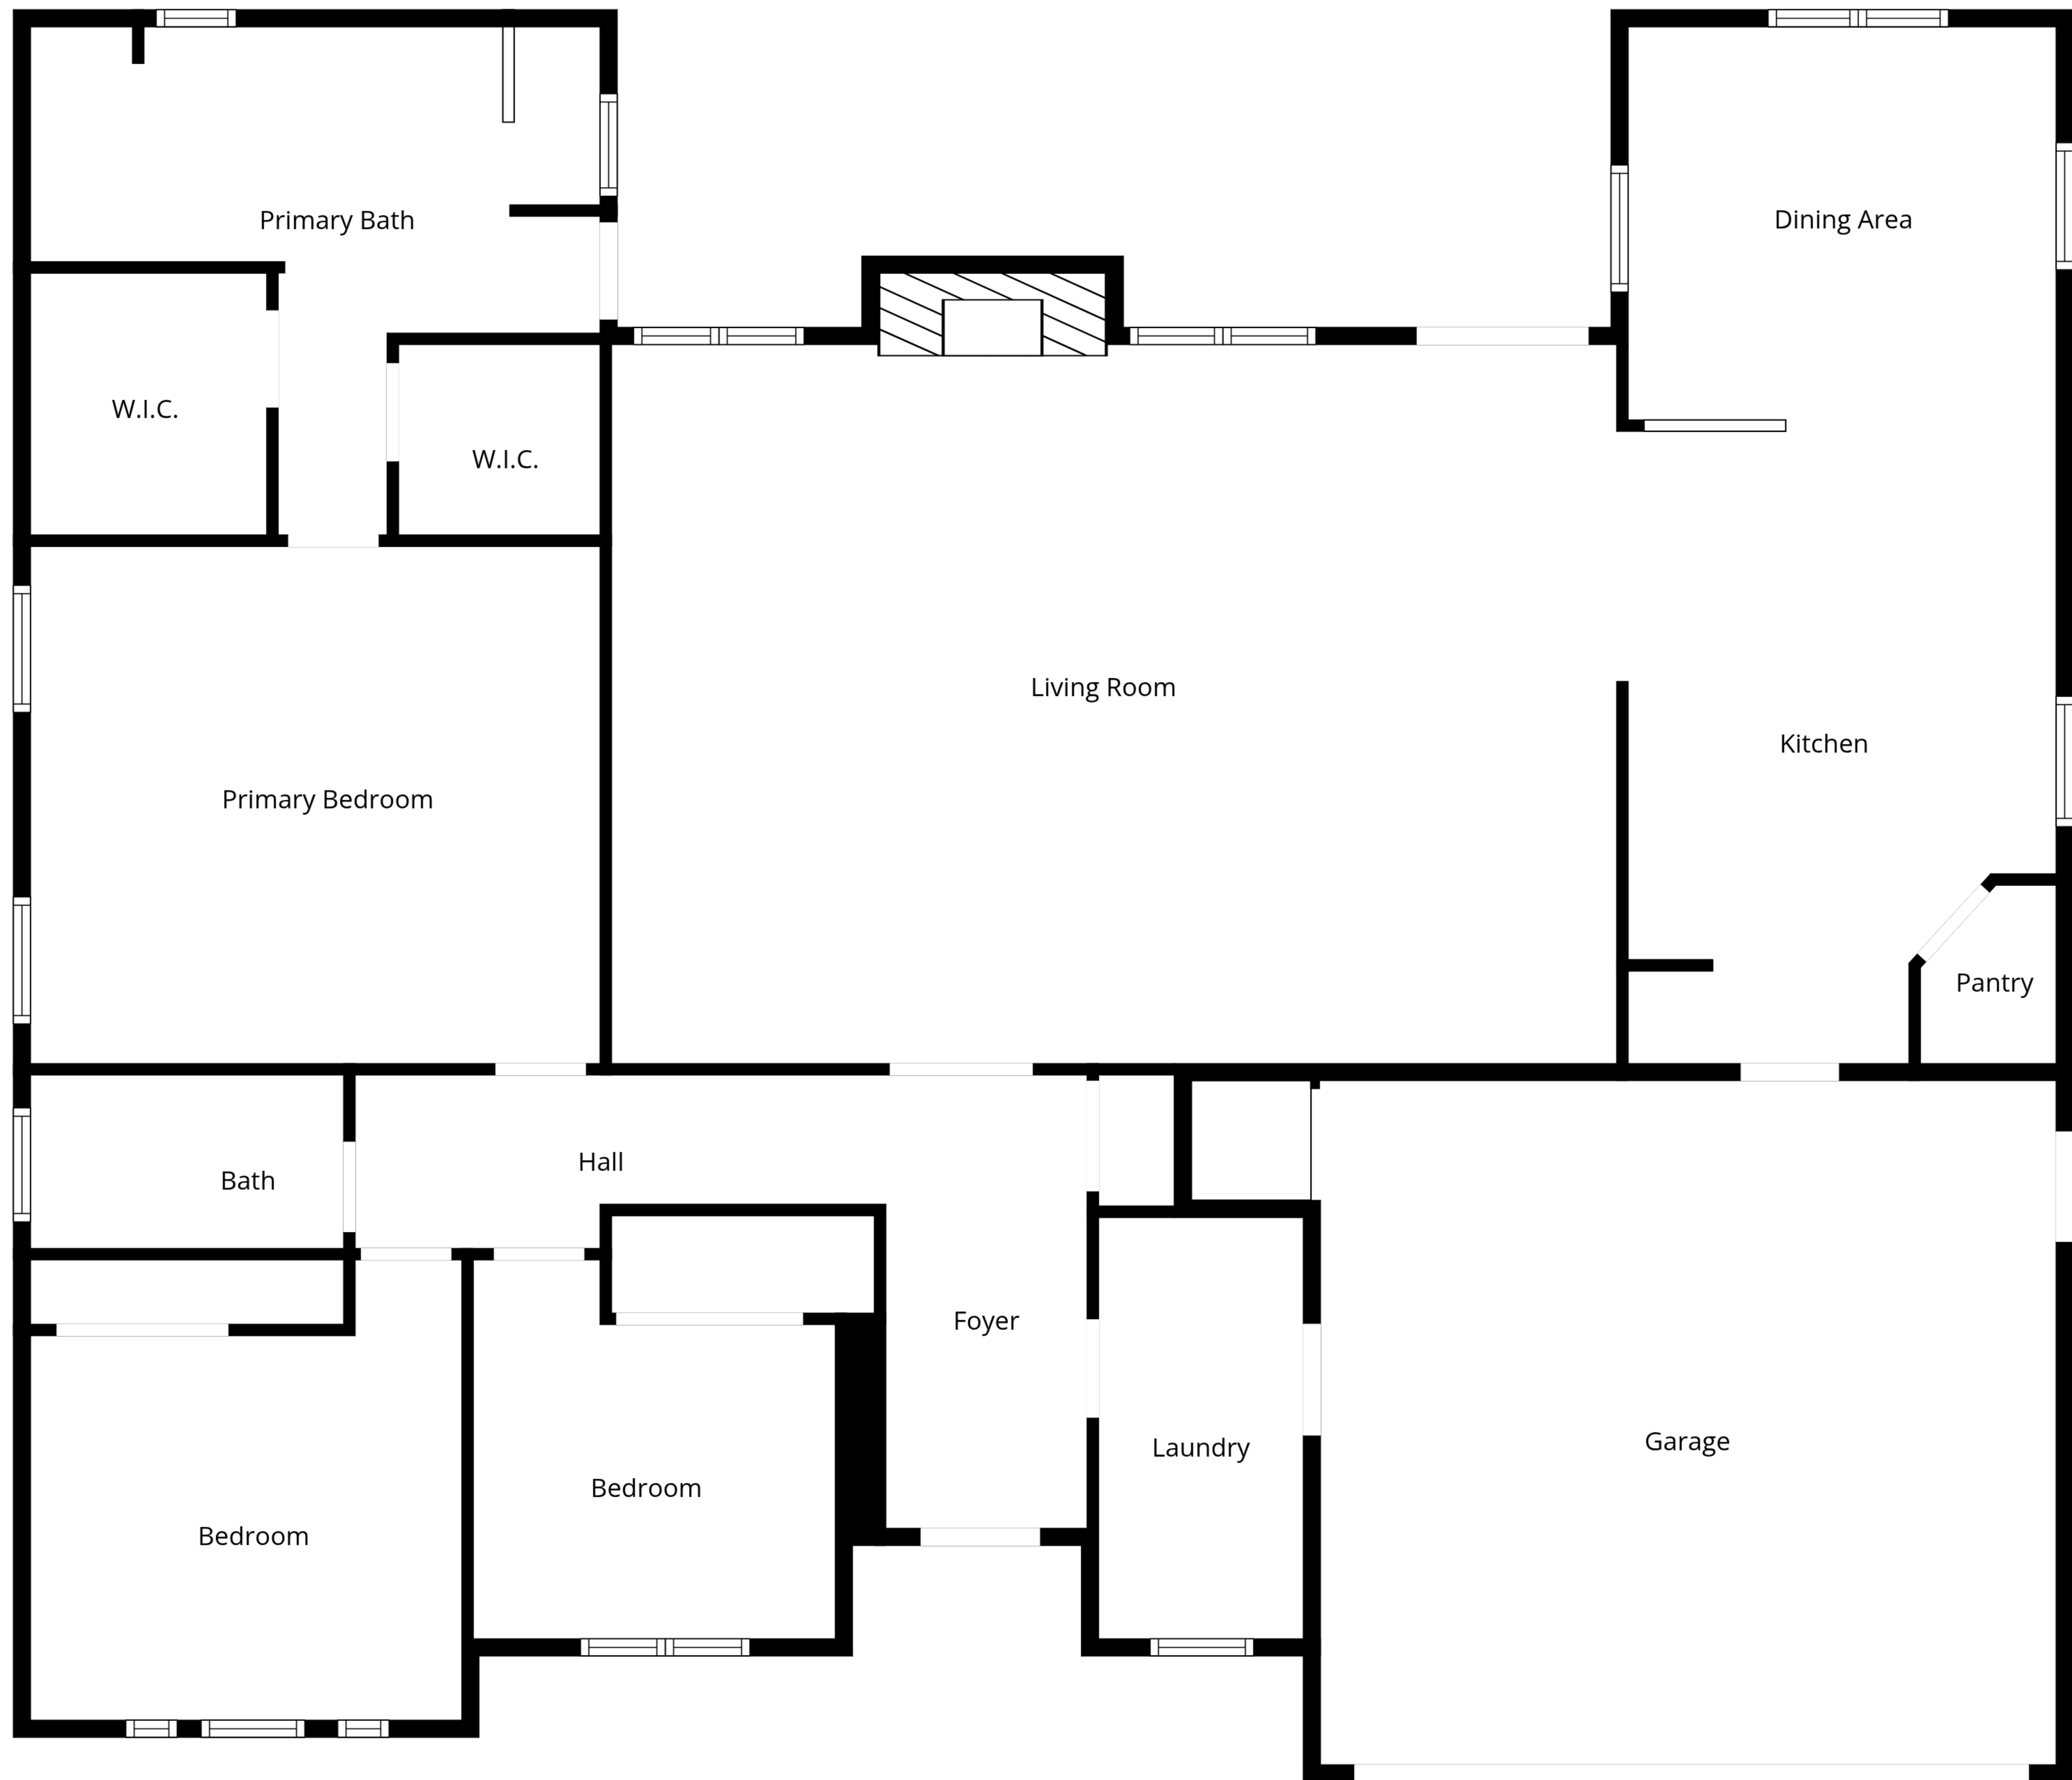 Primary Bath
Dining Area
W.I.C.
W.I.C.
Living Room
Kitchen
Primary Bedroom
Pantry
Hall
Bath
Foyer
Garage
Laundry
Bedroom
Bedroom